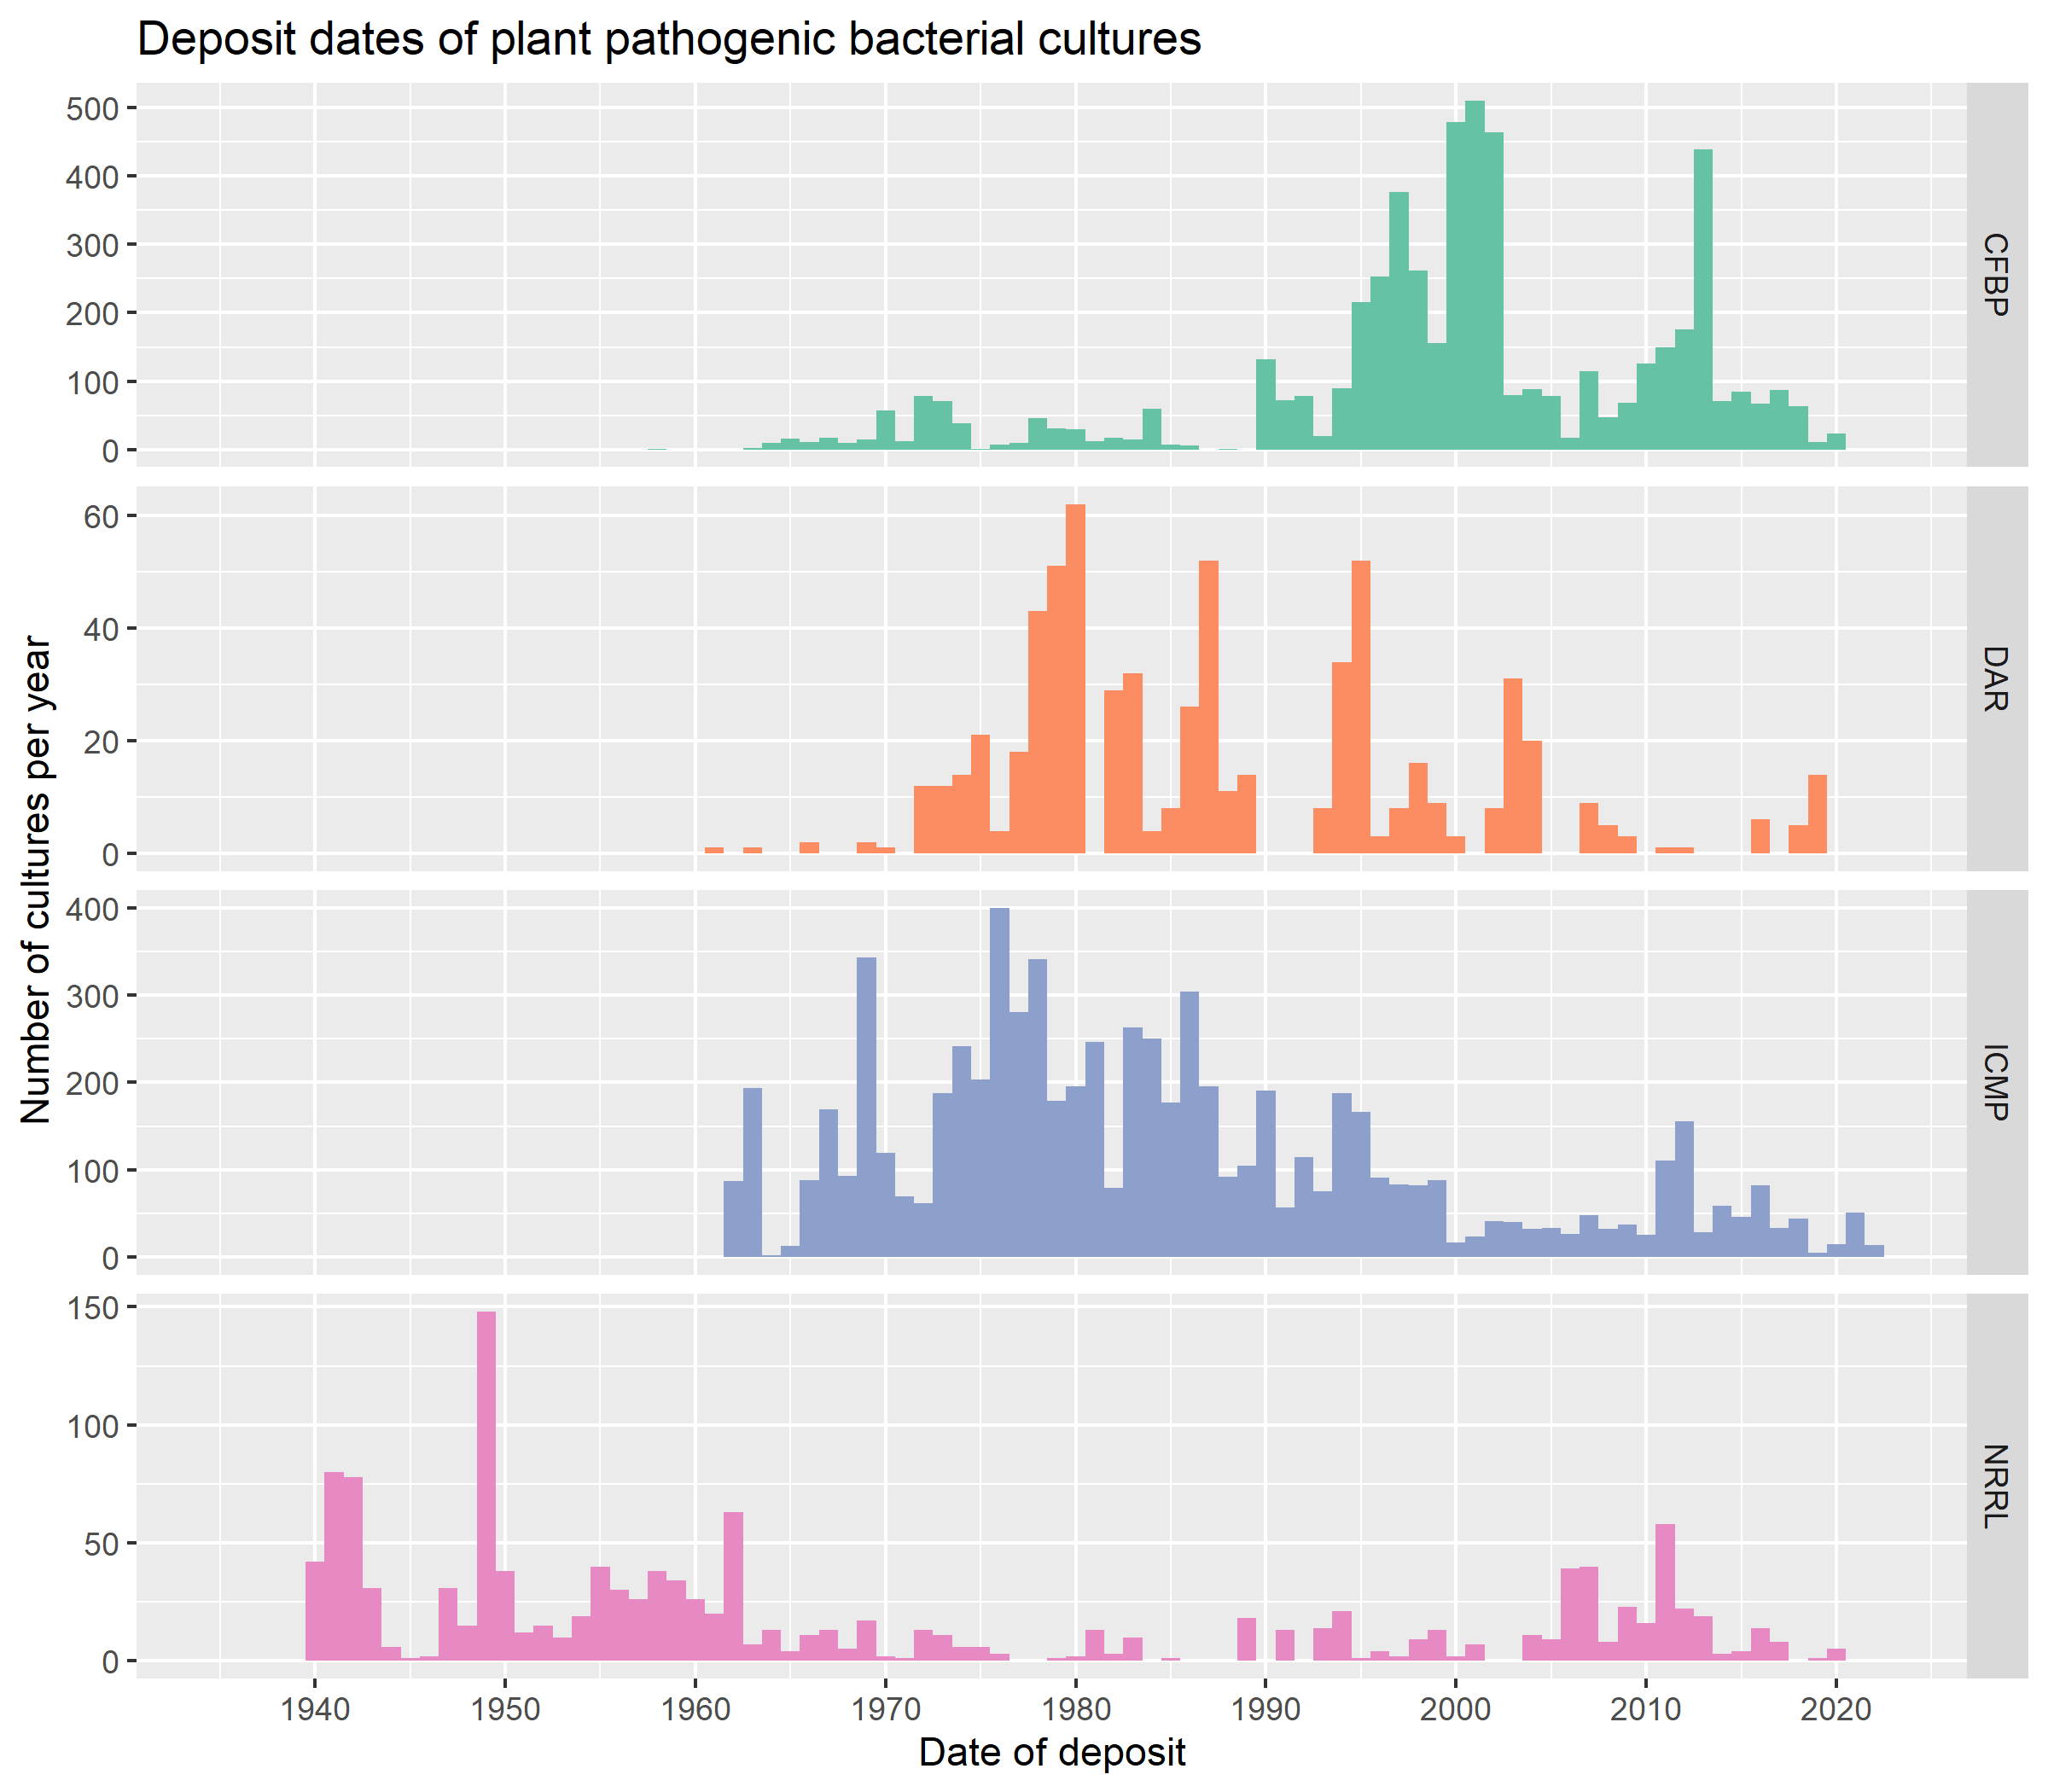 Deposit dates of plant pathogenic bacterial cultures
Number of cultures per year
500
400
300
200
100
0
CFBP
60
40
20
0
DAR
400
300
200
100
0
ICMP
150
100
50
0
NRRL
1940 1950 1960 1970 1980 1990 2000 2010 2020
Date of deposit